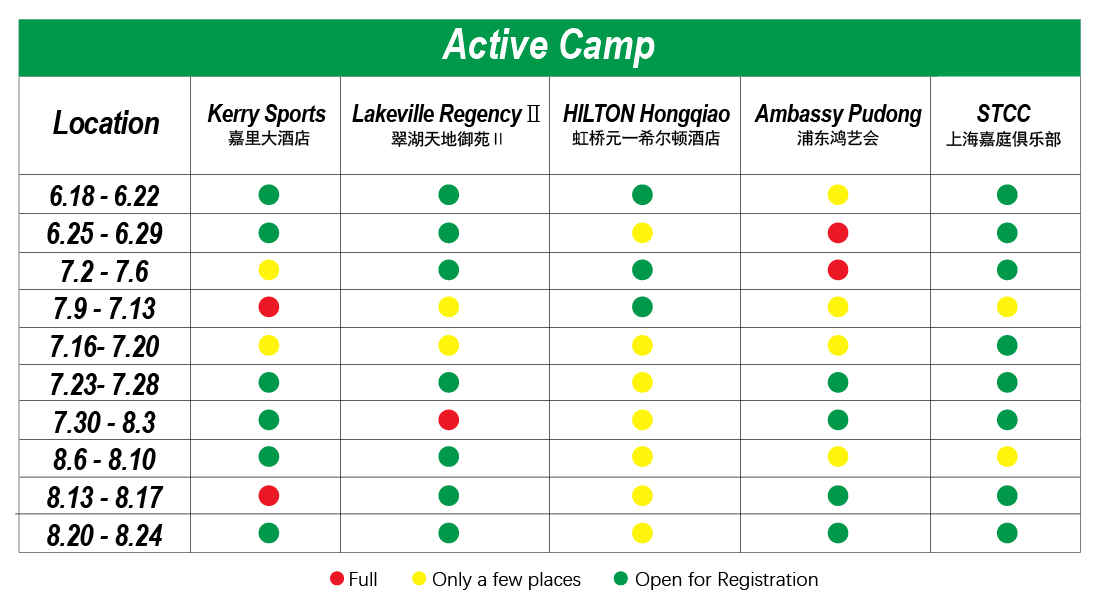 Active Camp
Location
Kerry Sports
嘉里大酒店
Lakeville Regency Ⅱ
翠湖天地御苑Ⅱ
HILTON Hongqiao
虹桥元一希尔顿酒店
Ambassy Pudong
浦东鸿艺会
STCC
上海嘉庭俱乐部
6.18 - 6.22
6.25 - 6.29
7.2 - 7.6
7.9 - 7.13
7.16- 7.20
7.23- 7.28
7.30 - 8.3
8.6 - 8.10
8.13 - 8.17
8.20 - 8.24
Full
Only a few places
Open for Registration